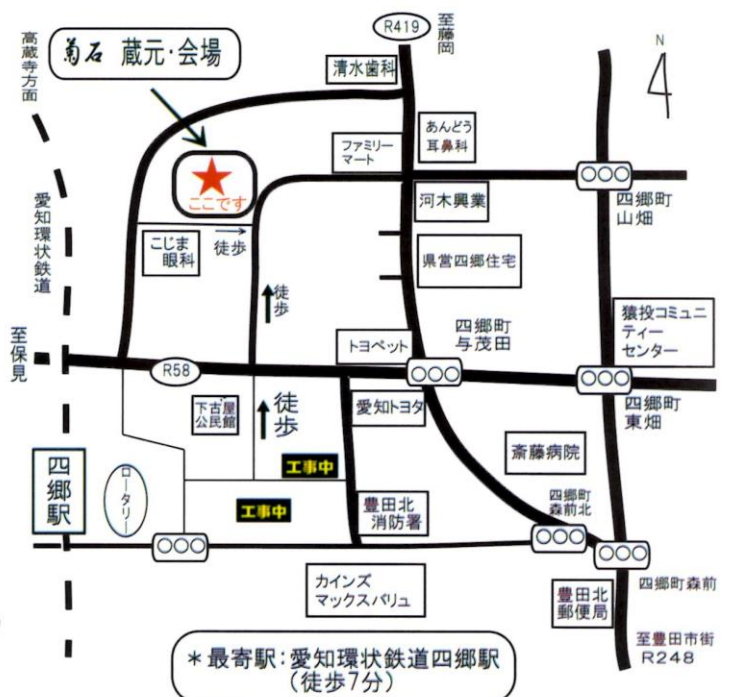 R419
至藤岡
N
高蔵寺方面
菊石 蔵元・会場
清水歯科
あんどう
耳鼻科
ファミリー
マート
★
ここです
四郷町
山畑
河木興業
愛知環状鉄道
こじま
眼科
→
徒歩
県営四郷住宅
徒歩
猿投コミュニ
ティー
センター
至保見
四郷町
与茂田
トヨペット
R58
下古屋
公民館
徒歩
愛知トヨタ
四郷町
東畑
斎藤病院
四郷駅
ロータリー
工事中
工事中
豊田北
消防署
四郷町
森前北
カインズ
マックスバリュ
豊田北
郵便局
四郷町森前
至豊田市街
R248
*最寄駅:愛知環状鉄道四郷駅
(徒歩7分)